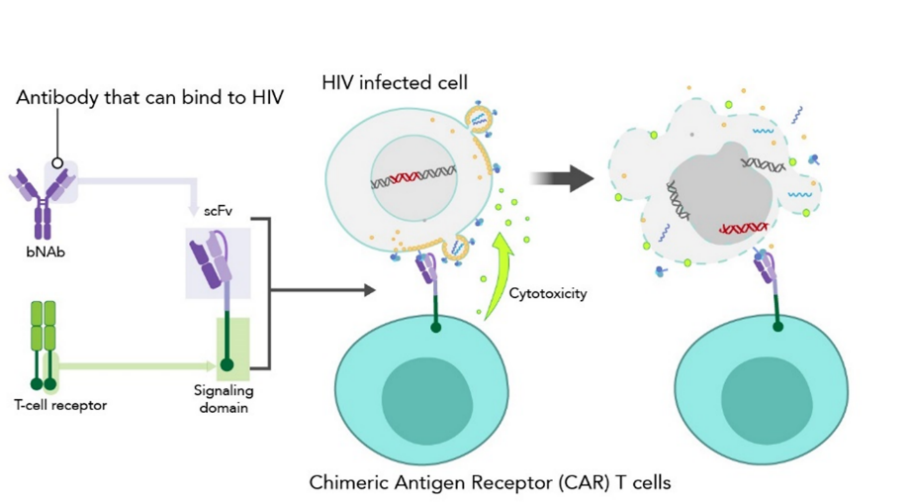 HIV infected cell
Antibody that can bind to HIV
scFv
bNAb
Cytotoxicity
T-cell receptor
Signaling
domain
Chimeric Antigen Receptor (CAR) T cells